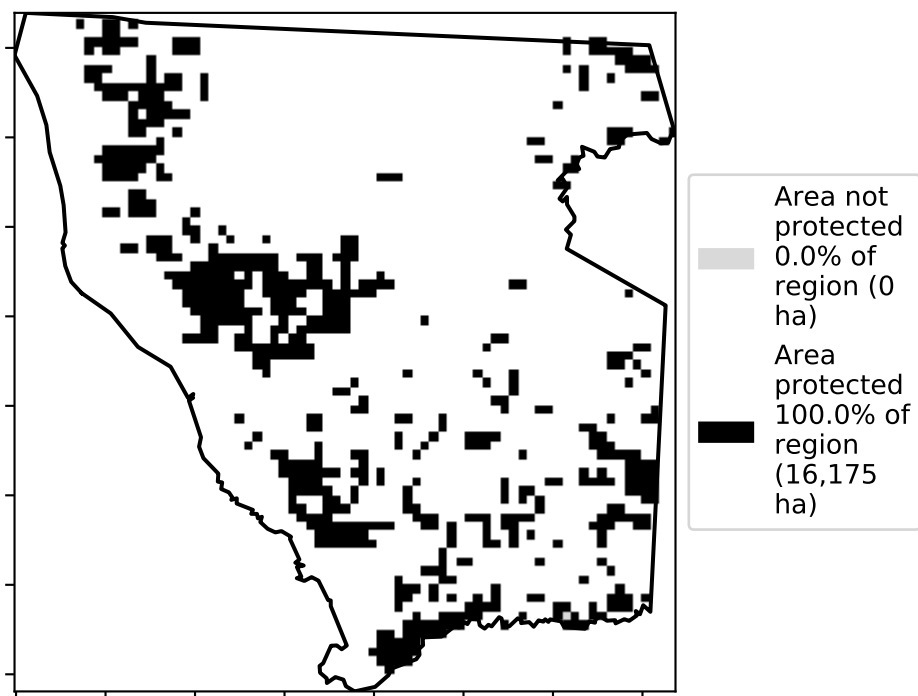 Area not
protected
0.0% of
region (0
ha)
Area
protected
100.0% of
region
(16,175
ha)